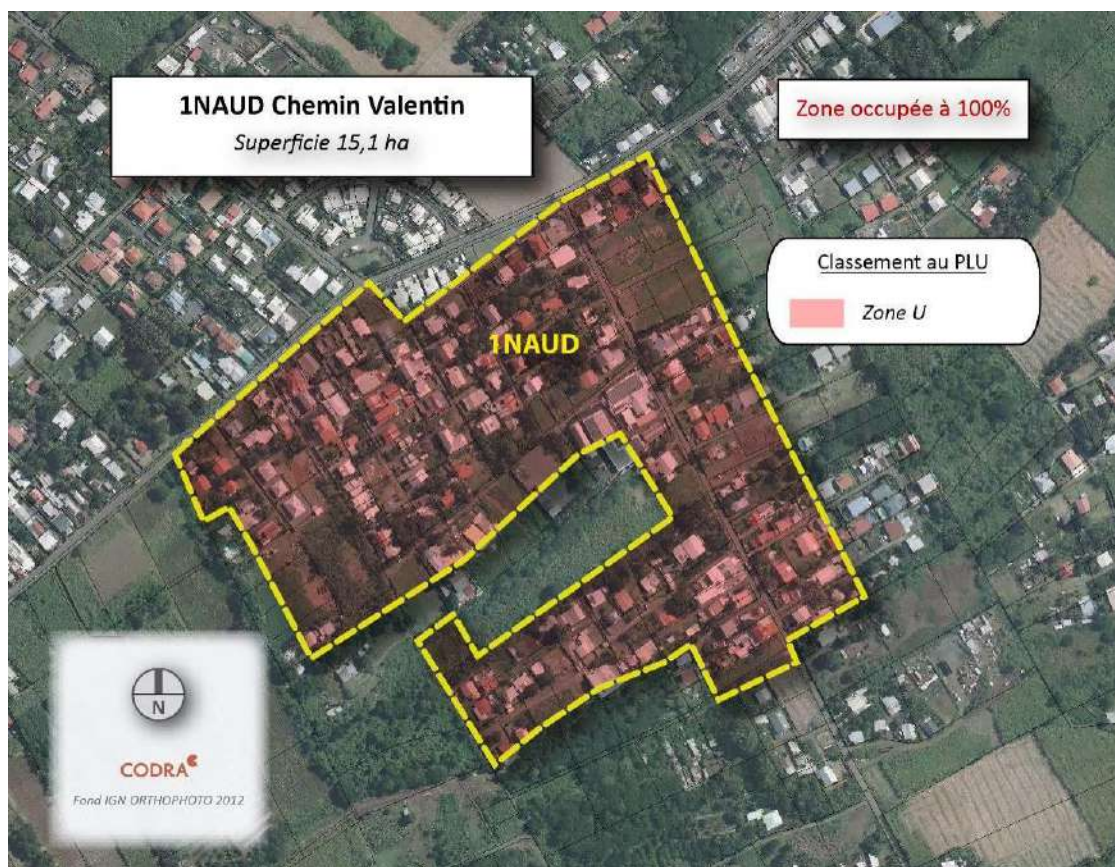 1NAUD Chemin Valentin
Superficie 15,1 ha
Zone occupée à 100%
Classement au PLU
Zone U
1NAUD
N
CODRA
Fond IGN ORTHOPHOTO 2012